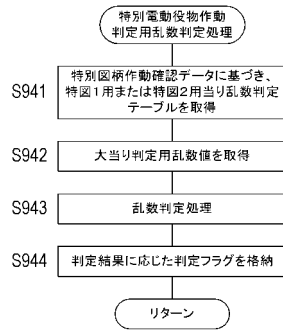 特別電動役物作動
判定用乱数判定処理
S941
特別図柄作動確認データに基づき、
特図1用または特図2用当り乱数判定
テーブルを取得
S942
大当り判定用乱数値を取得
S943
乱数判定処理
S944
判定結果に応じた判定フラグを格納
リターン